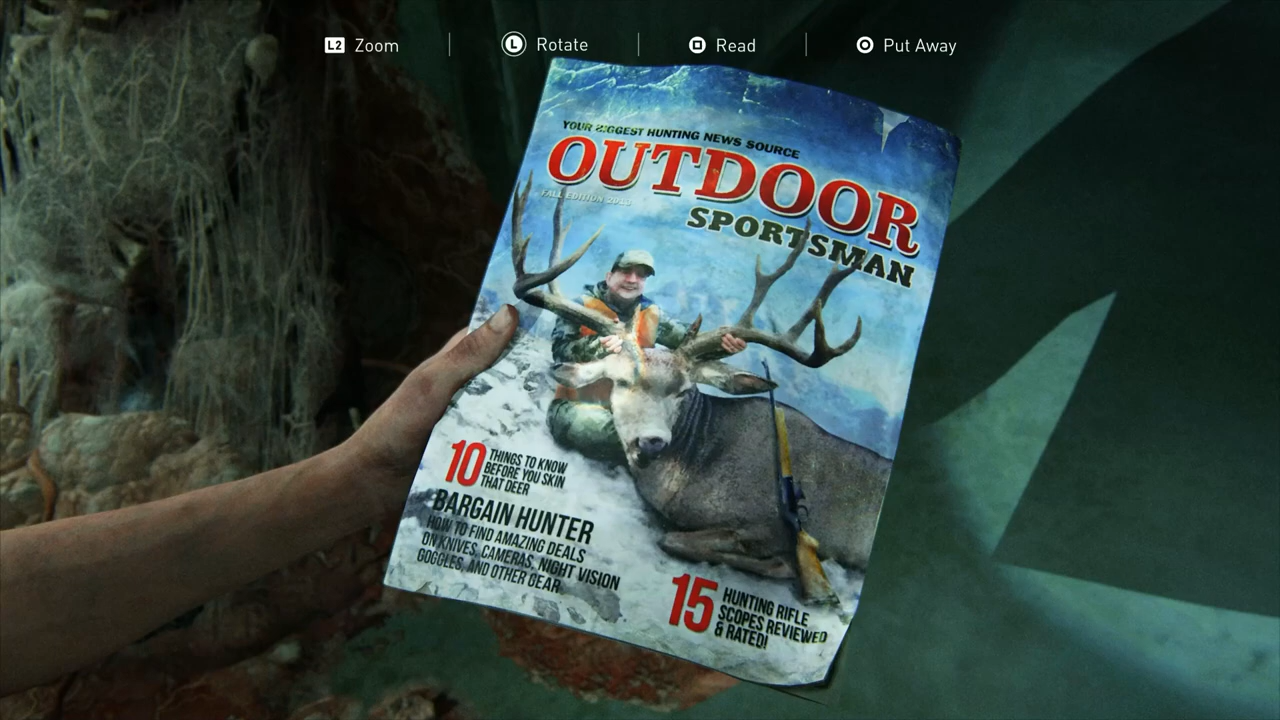 L2 Zoom
L Rotate
Read
Put Away
YOUR BIGGEST HUNTING NEWS SOURCE
OUTDOOR
SPORTSMAN
FALL EDITION
10 THINGS TO KNOW
BEFORE YOU SKIN
THAT DEER
BARGAIN HUNTER
HOW TO FIND AMAZING DEALS
ON KNIVES, CAMERAS, NIGHT VISION
GOGGLES, AND OTHER GEAR
15 HUNTING RIFLE
SCOPES REVIEWED
& RATED!